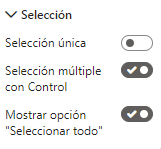 Selección
Selección única
Selección múltiple
con Control
Mostrar opción
"Seleccionar todo"